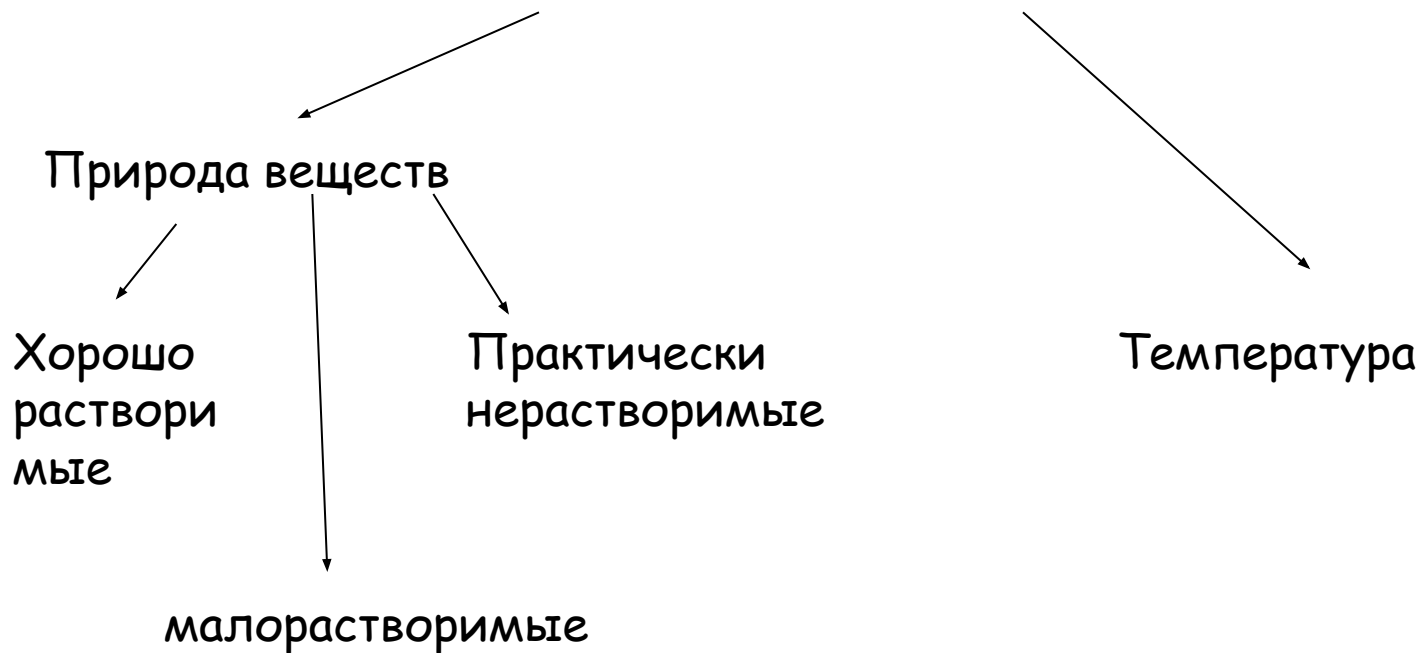 Природа веществ
Хорошо
раствори
мые
Практически
нерастворимые
Температура
малорастворимые